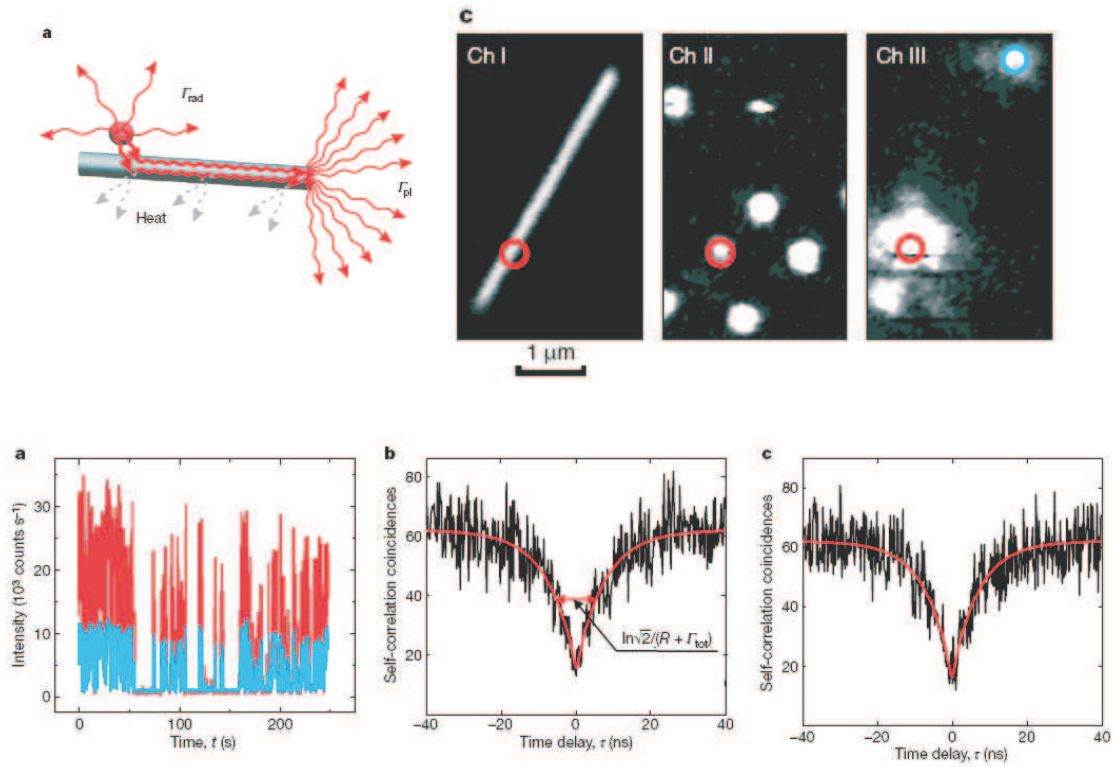 a
Γrad
Heat
Γpl
c
Ch I
Ch II
Ch III
1 μm
a
Intensity (10³ counts s⁻¹)
30
20
10
0
0
100
200
Time, t (s)
b
Self-correlation coincidences
80
60
40
20
ln√2/(R + Γtot)
−40
−20
0
20
40
Time delay, τ (ns)
c
Self-correlation coincidences
80
60
40
20
−40
−20
0
20
40
Time delay, τ (ns)